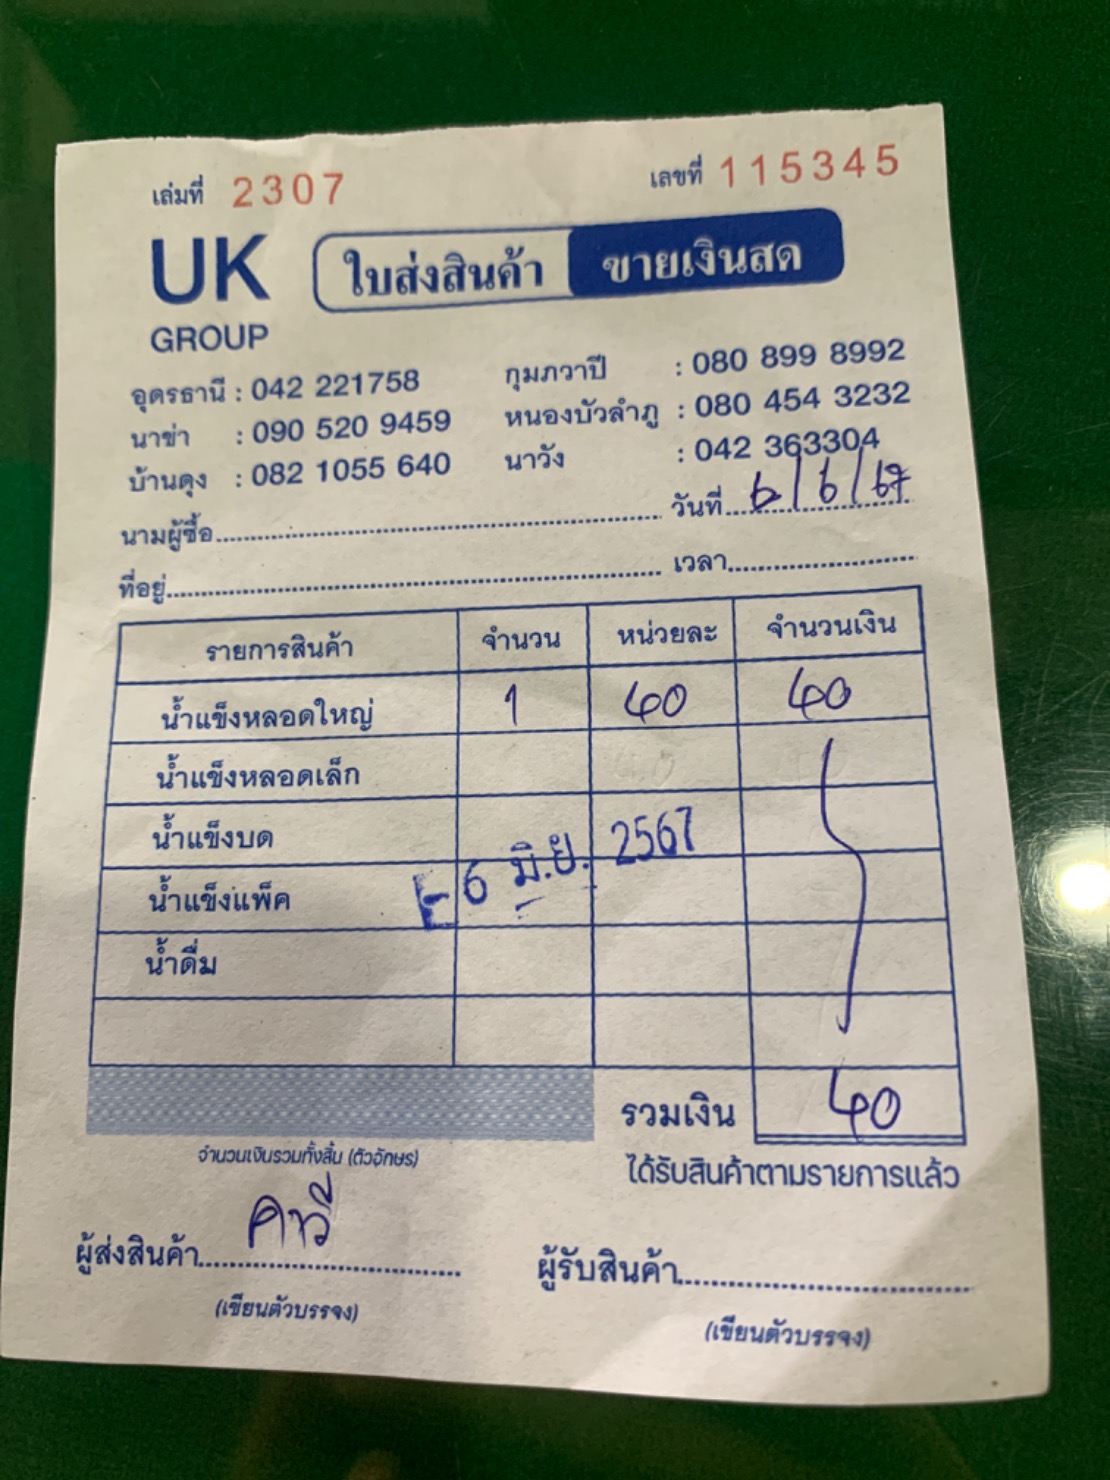 เล่มที่ 2307 เลขที่ 115345
UK GROUP
ใบส่งสินค้า ขายเงินสด
อุดรธานี : 042 221758 กุมภวาปี : 080 899 8992
นาข่า : 090 520 9459 หนองบัวลำภู : 080 454 3232
บ้านดุง : 082 1055 640 นาวัง : 042 363304
นามผู้ซื้อ วันที่ 6/6/67
ที่อยู่ เวลา
รายการสินค้า จำนวน หน่วยละ จำนวนเงิน
น้ำแข็งหลอดใหญ่ 1 40 40
น้ำแข็งหลอดเล็ก
น้ำแข็งบด
6 มิ.ย. 2567
น้ำแข็งแพ็ค
น้ำดื่ม
รวมเงิน 40
จำนวนเงินรวมทั้งสิ้น (ตัวอักษร)
ได้รับสินค้าตามรายการแล้ว
ผู้ส่งสินค้า ผู้รับสินค้า
(เขียนตัวบรรจง) (เขียนตัวบรรจง)